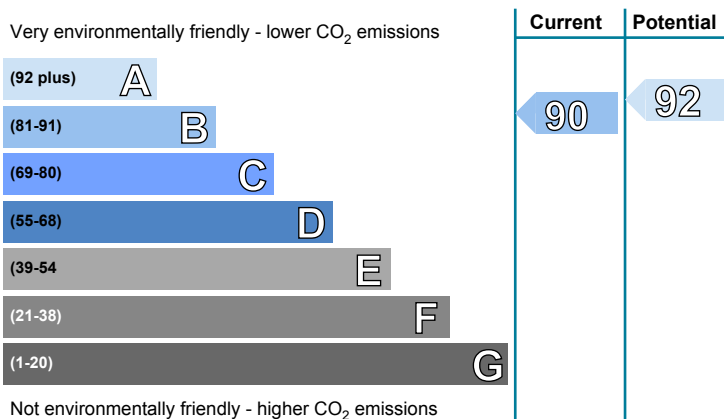 Very environmentally friendly - lower CO2 emissions
Current
Potential
(92 plus) A
(81-91) B
(69-80) C
(55-68) D
(39-54 E
(21-38) F
(1-20) G
90
92
Not environmentally friendly - higher CO2 emissions